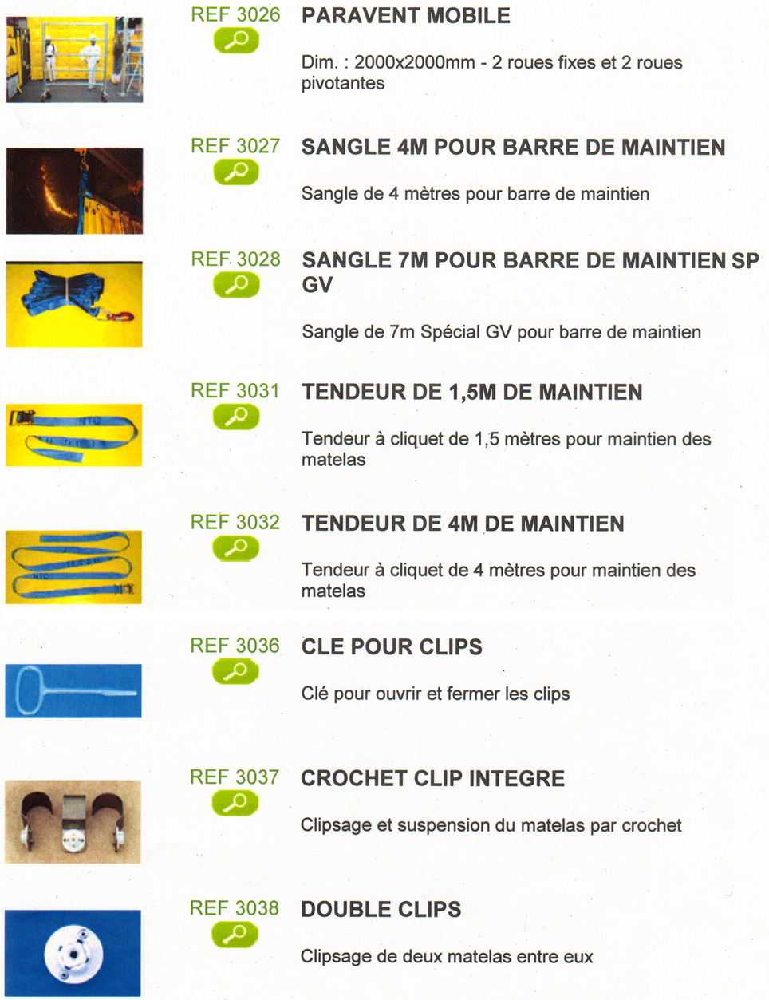 REF 3026 PARAVENT MOBILE
Dim. : 2000x2000mm - 2 roues fixes et 2 roues
pivotantes
REF 3027 SANGLE 4M POUR BARRE DE MAINTIEN
Sangle de 4 mètres pour barre de maintien
REF 3028 SANGLE 7M POUR BARRE DE MAINTIEN SP
GV
Sangle de 7m Spécial GV pour barre de maintien
REF 3031 TENDEUR DE 1,5M DE MAINTIEN
Tendeur à cliquet de 1,5 mètres pour maintien des
matelas
REF 3032 TENDEUR DE 4M DE MAINTIEN
Tendeur à cliquet de 4 mètres pour maintien des
matelas
REF 3036 CLE POUR CLIPS
Clé pour ouvrir et fermer les clips
REF 3037 CROCHET CLIP INTEGRE
Clipsage et suspension du matelas par crochet
REF 3038 DOUBLE CLIPS
Clipsage de deux matelas entre eux